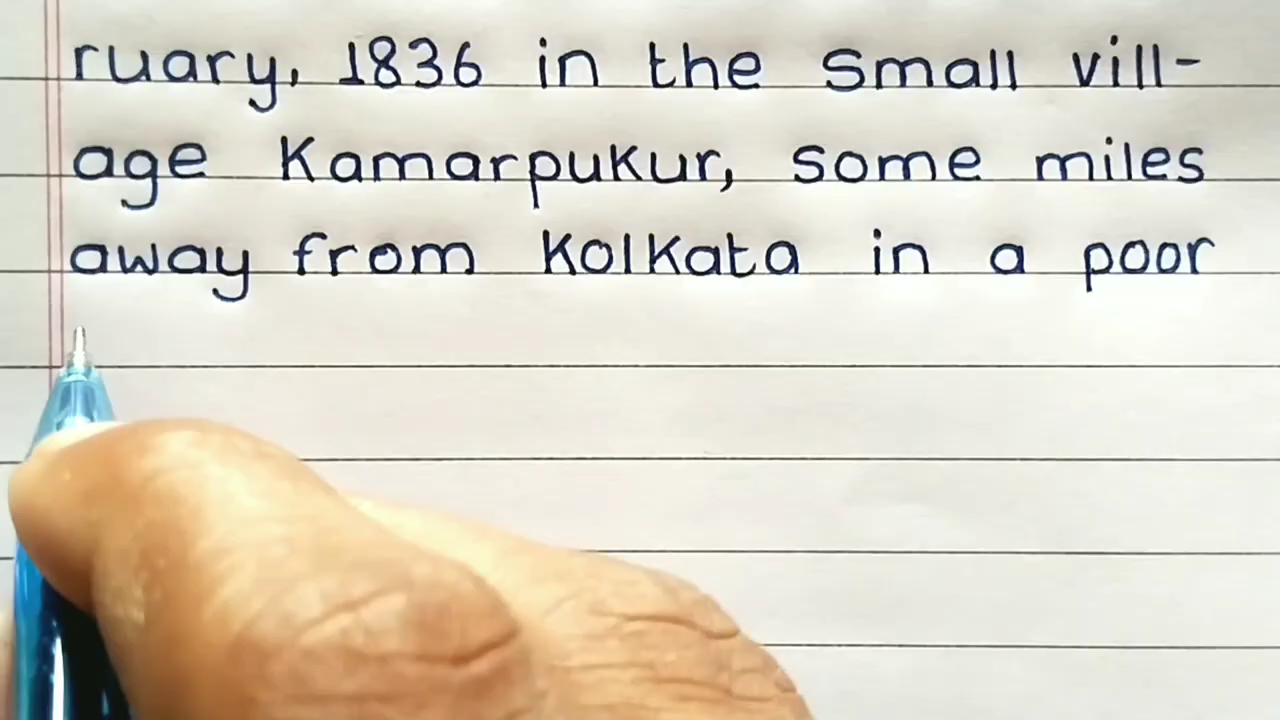 ruary, 1836 in the small vill-
age Kamarpukur, some miles
away from Kolkata in a poor